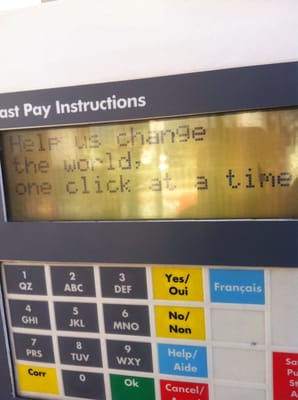 ast Pay Instructions
Help us change
the world,
one click at a time
1
QZ
2
ABC
3
DEF
Yes/
Oui
Français
4
GHI
5
JKL
6
MNO
No/
Non
7
PRS
8
TUV
9
WXY
Help/
Aide
Corr
0
Ok
Cancel/